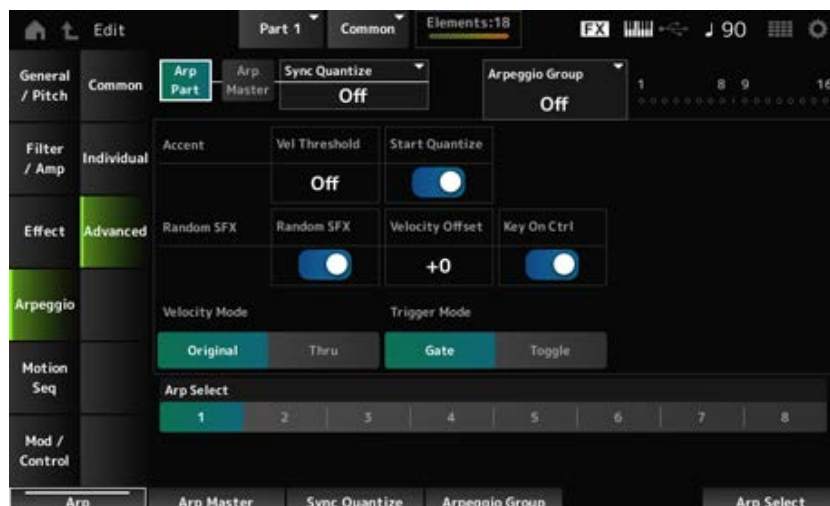 Edit
Part 1
Common
Elements:18
FX
90
General / Pitch
Common
Arp Part
Arp Master
Sync Quantize
Off
Arpeggio Group
Off
1 8 9 16
Filter / Amp
Individual
Accent
Vel Threshold
Off
Start Quantize
Effect
Advanced
Random SFX
Random SFX
Velocity Offset
+0
Key On Ctrl
Arpeggio
Velocity Mode
Original
Thru
Trigger Mode
Gate
Toggle
Motion Seq
Arp Select
1 2 3 4 5 6 7 8
Mod / Control
Arp
Arp Master
Sync Quantize
Arpeggio Group
Arp Select